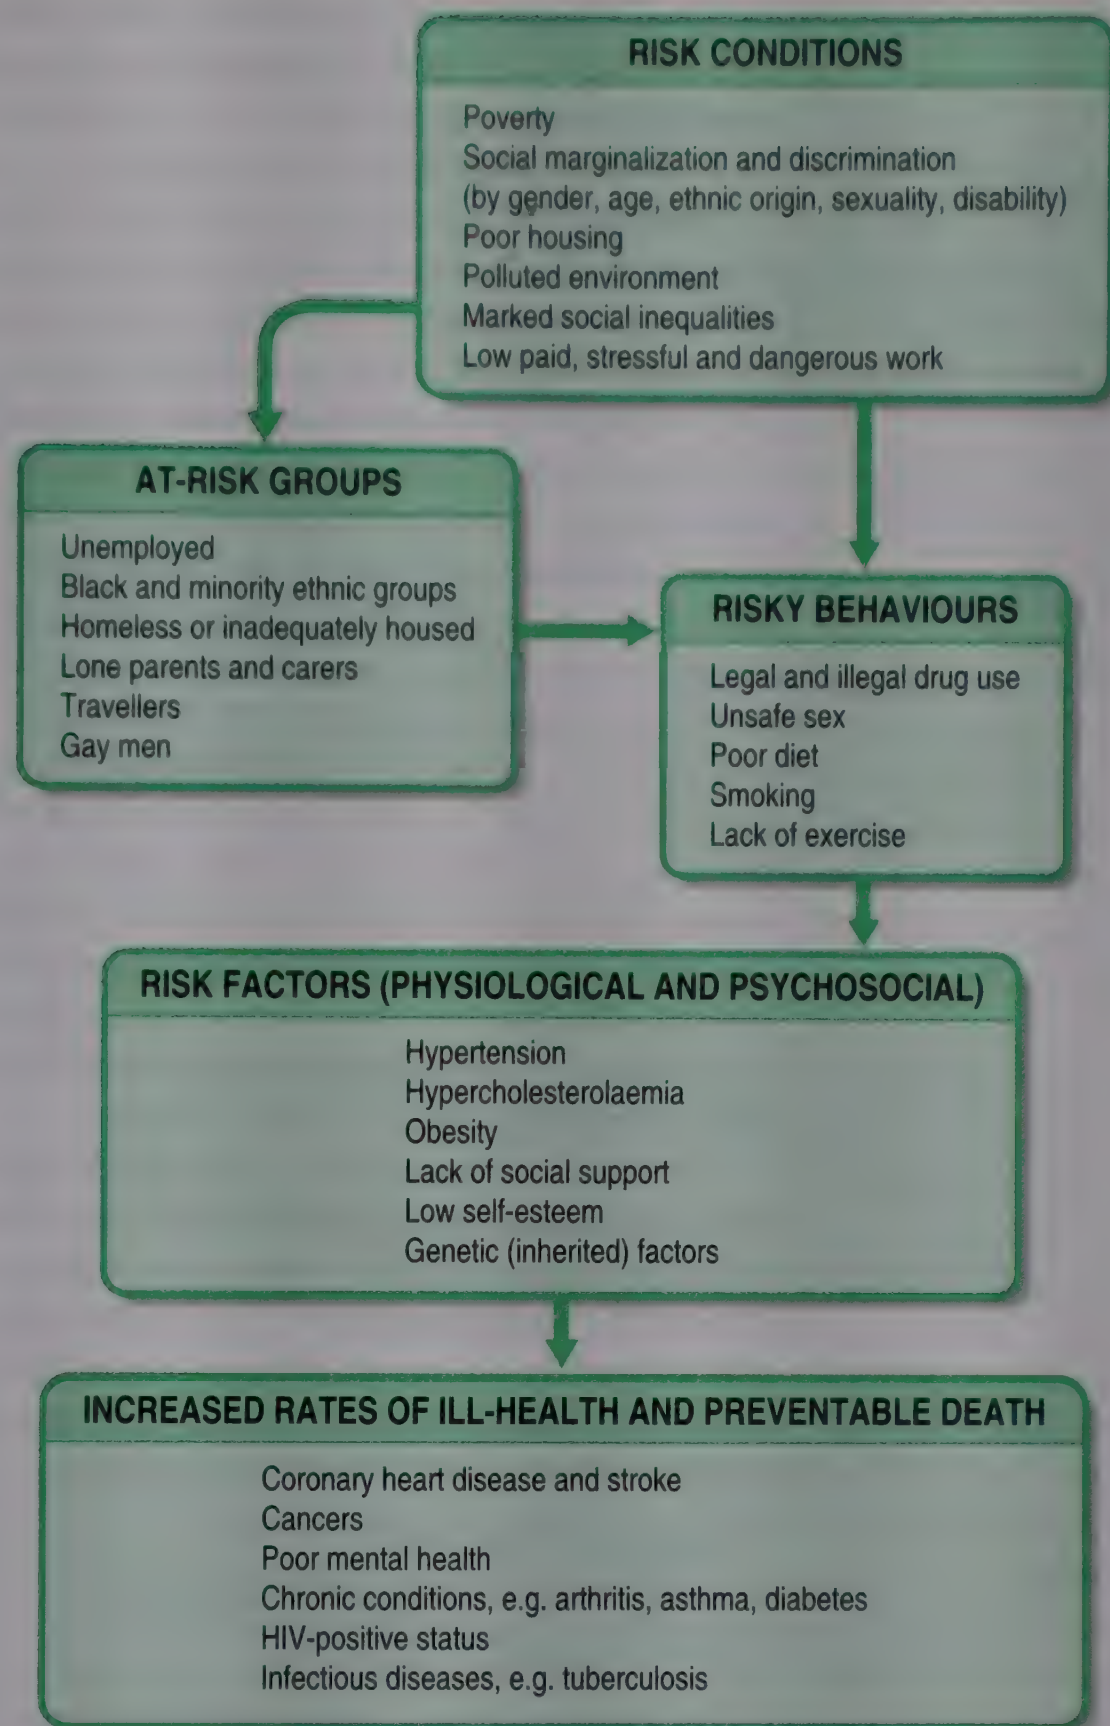 RISK CONDITIONS
Poverty
Social marginalization and discrimination
(by gender, age, ethnic origin, sexuality, disability)
Poor housing
Polluted environment
Marked social inequalities
Low paid, stressful and dangerous work
AT-RISK GROUPS
Unemployed
Black and minority ethnic groups
Homeless or inadequately housed
Lone parents and carers
Travellers
Gay men
RISKY BEHAVIOURS
Legal and illegal drug use
Unsafe sex
Poor diet
Smoking
Lack of exercise
RISK FACTORS (PHYSIOLOGICAL AND PSYCHOSOCIAL)
Hypertension
Hypercholesterolaemia
Obesity
Lack of social support
Low self-esteem
Genetic (inherited) factors
INCREASED RATES OF ILL-HEALTH AND PREVENTABLE DEATH
Coronary heart disease and stroke
Cancers
Poor mental health
Chronic conditions, e.g. arthritis, asthma, diabetes
HIV-positive status
Infectious diseases, e.g. tuberculosis